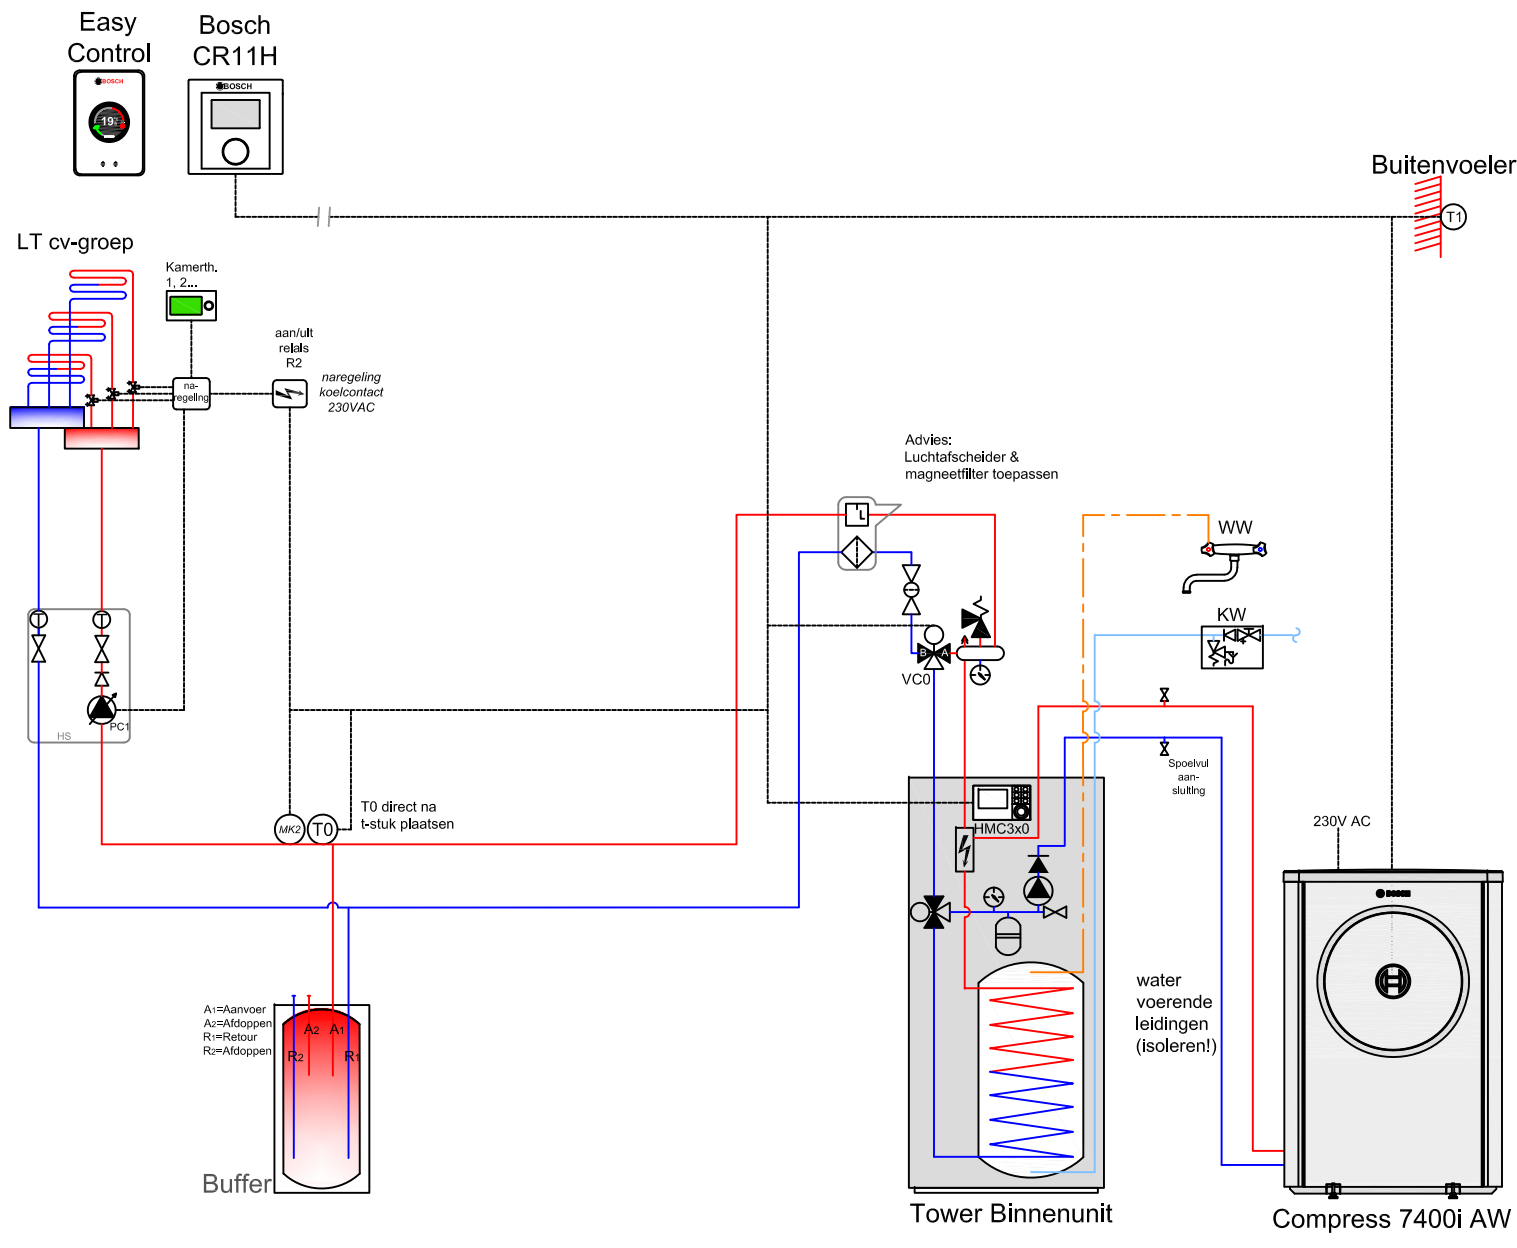 Easy
Control
BOSCH
19
Bosch
CR11H
BOSCH
Buitenvoeler
T1
LT cv-groep
Kamerth.
1, 2...
aan/uit
relais
R2
na-
regeling
naregeling
koelcontact
230VAC
Advies:
Luchtafscheider &
magneetfilter toepassen
L
WW
KW
T
T
B
A
VC0
PC1
HS
Spoelvul
aan-
sluiting
MK2
T0
T0 direct na
t-stuk plaatsen
HMC3x0
230V AC
BOSCH
water
voerende
leidingen
(isoleren!)
A1=Aanvoer
A2=Afdoppen
R1=Retour
R2=Afdoppen
A2
A1
R2
R1
Buffer
Tower Binnenunit
Compress 7400i AW